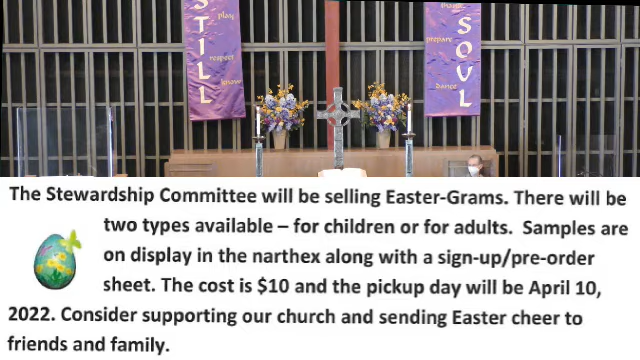 STILL
play
respect
know
SOUL
prepare
Dance
The Stewardship Committee will be selling Easter-Grams. There will be
two types available – for children or for adults. Samples are
on display in the narthex along with a sign-up/pre-order
sheet. The cost is $10 and the pickup day will be April 10,
2022. Consider supporting our church and sending Easter cheer to
friends and family.